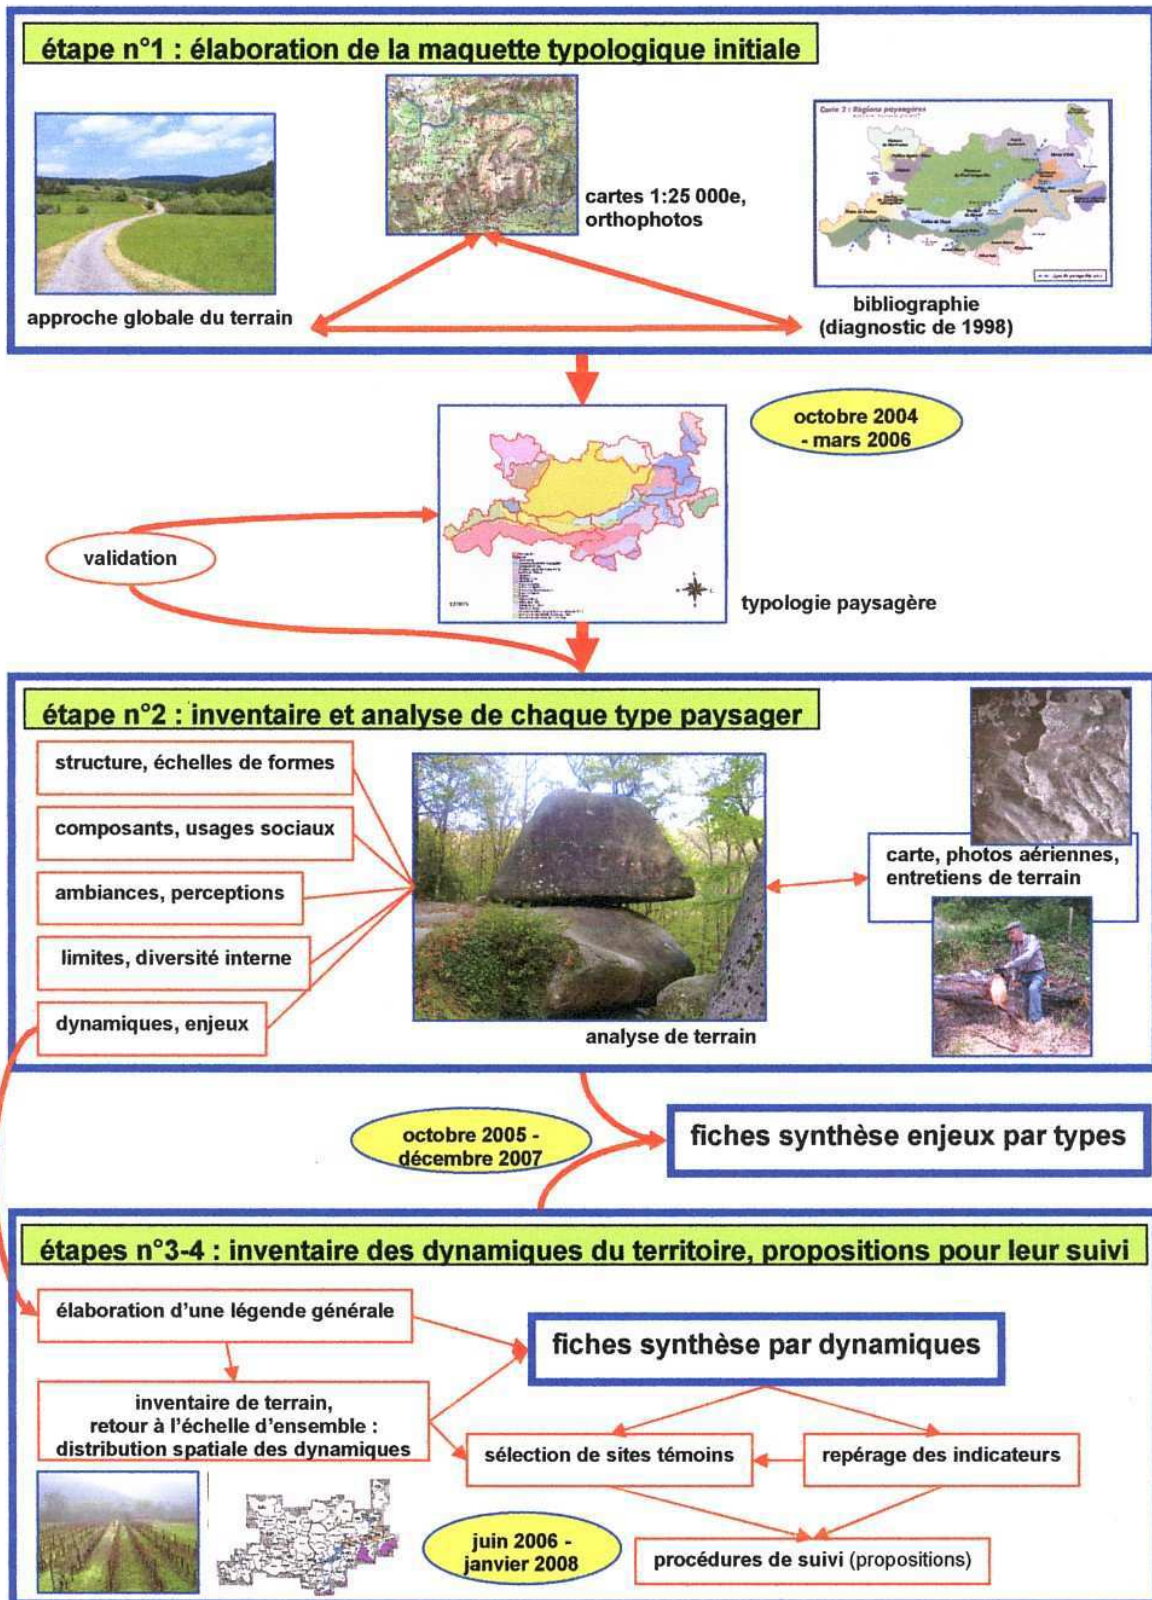 étape n°1 : élaboration de la maquette typologique initiale
Carte 2 : Régions paysagères
cartes 1:25 000e,
orthophotos
approche globale du terrain
bibliographie
(diagnostic de 1998)
octobre 2004
- mars 2006
validation
typologie paysagère
étape n°2 : inventaire et analyse de chaque type paysager
structure, échelles de formes
composants, usages sociaux
ambiances, perceptions
limites, diversité interne
dynamiques, enjeux
carte, photos aériennes,
entretiens de terrain
analyse de terrain
octobre 2005 -
décembre 2007
fiches synthèse enjeux par types
étapes n°3-4 : inventaire des dynamiques du territoire, propositions pour leur suivi
élaboration d'une légende générale
fiches synthèse par dynamiques
inventaire de terrain,
retour à l'échelle d'ensemble :
distribution spatiale des dynamiques
sélection de sites témoins
repérage des indicateurs
juin 2006 -
janvier 2008
procédures de suivi (propositions)